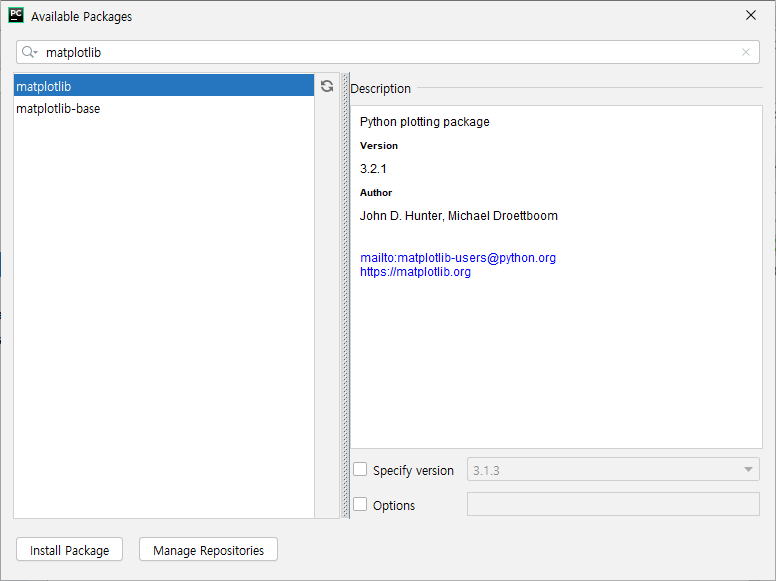 PC
Available Packages
matplotlib
matplotlib
matplotlib-base
Description
Python plotting package
Version
3.2.1
Author
John D. Hunter, Michael Droettboom
mailto:matplotlib-users@python.org
https://matplotlib.org
Specify version
3.1.3
Options
Install Package
Manage Repositories